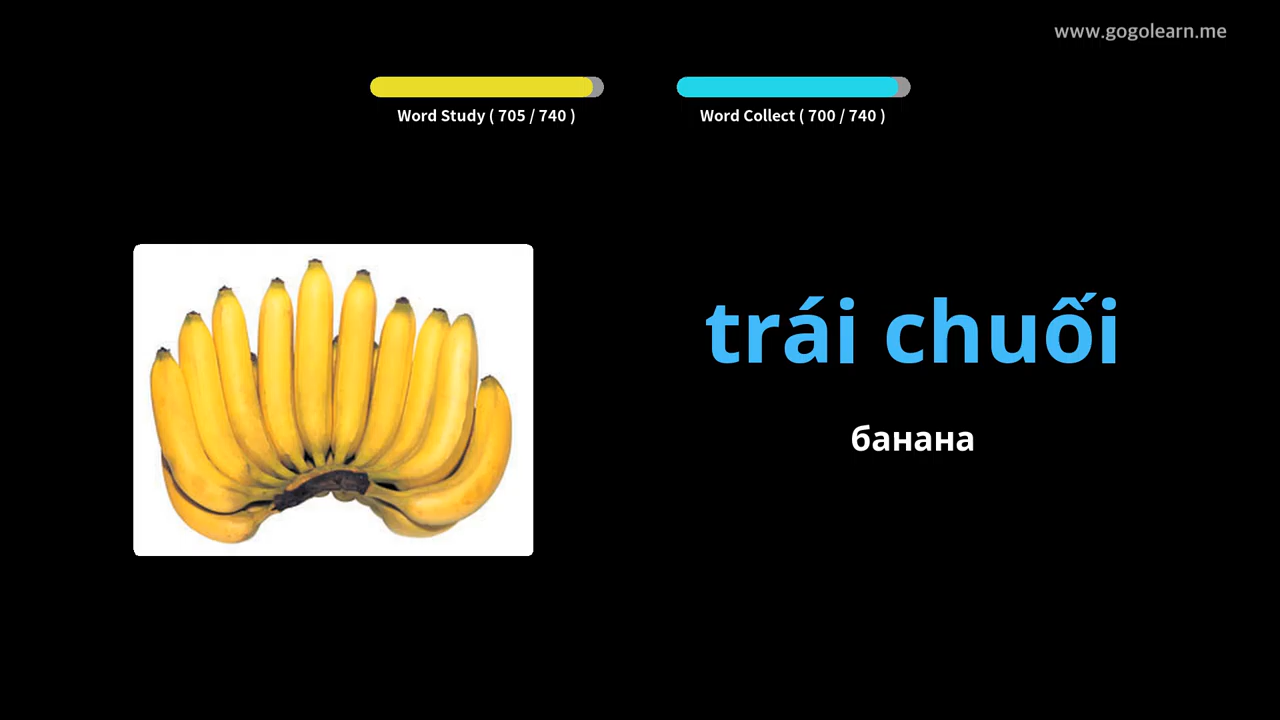 www.gogolearn.me
Word Study ( 705 / 740 )
Word Collect ( 700 / 740 )
trái chuối
банана